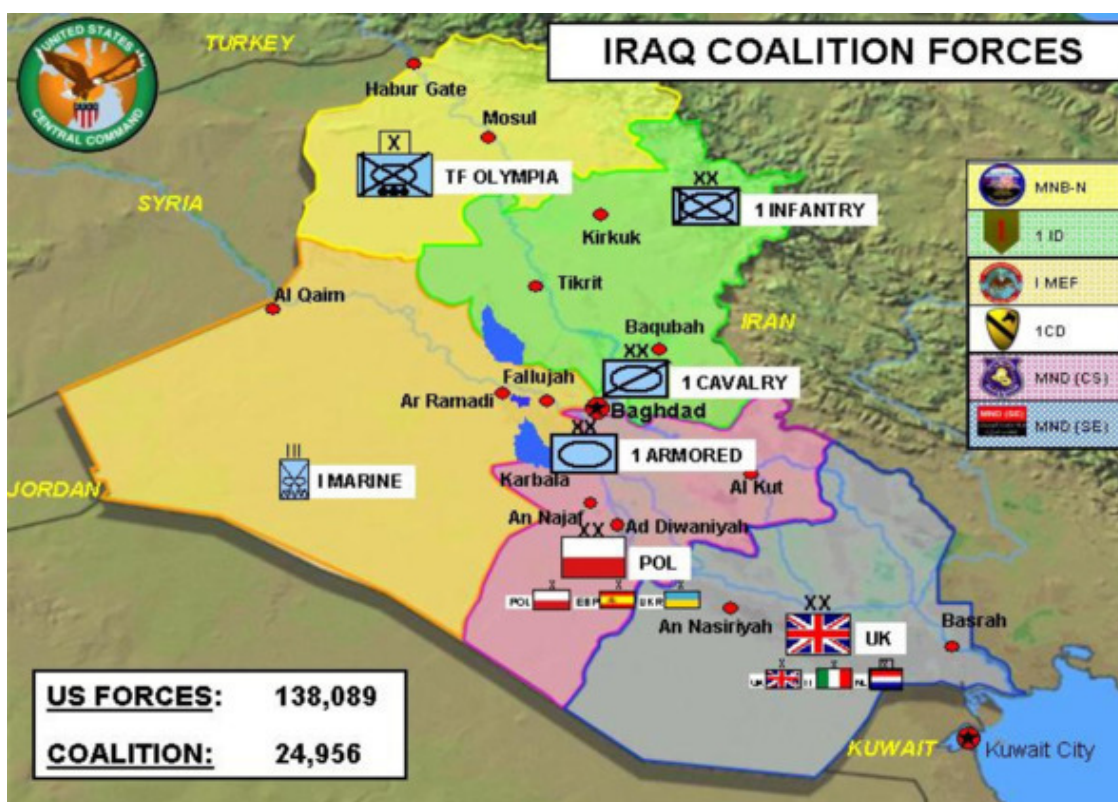 UNITED STATES
CENTRAL COMMAND
IRAQ COALITION FORCES
TURKEY
Habur Gate
Mosul
X
TF OLYMPIA
XX
1 INFANTRY
MNB-N
SYRIA
Kirkuk
1
1 ID
Tikrit
I MEF
Al Qaim
IRAN
Baqubah
1CD
XX
Fallujah
1 CAVALRY
MND (CS)
Ar Ramadi
Baghdad
MND (SE)
MND (SE)
XX
1 ARMORED
III
I MARINE
Karbala
Al Kut
JORDAN
An Najaf
Ad Diwaniyah
XX
POL
X
X
X
POL
UKR
An Nasiriyah
XX
UK
Basrah
X
X
UK
IT
NL
US FORCES: 138,089
COALITION: 24,956
KUWAIT
Kuwait City